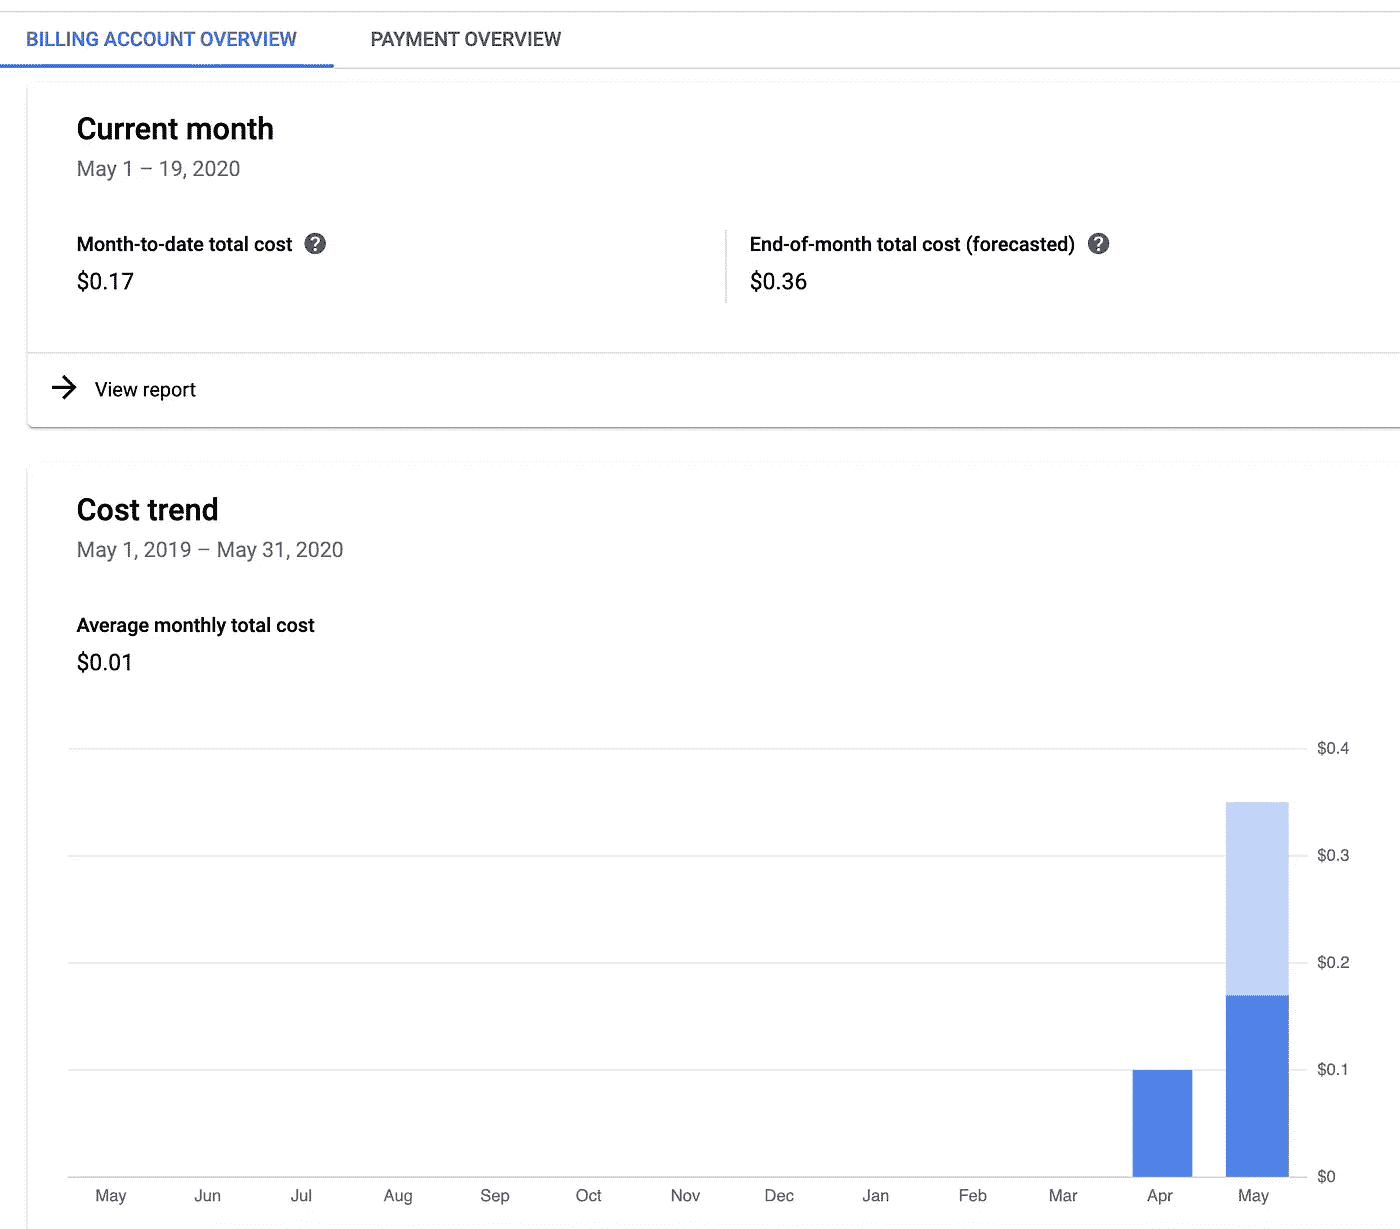 BILLING ACCOUNT OVERVIEW PAYMENT OVERVIEW
Current month
May 1 – 19, 2020
Month-to-date total cost ? End-of-month total cost (forecasted) ?
$0.17 $0.36
View report
Cost trend
May 1, 2019 – May 31, 2020
Average monthly total cost
$0.01
$0.4
$0.3
$0.2
$0.1
$0
May Jun Jul Aug Sep Oct Nov Dec Jan Feb Mar Apr May